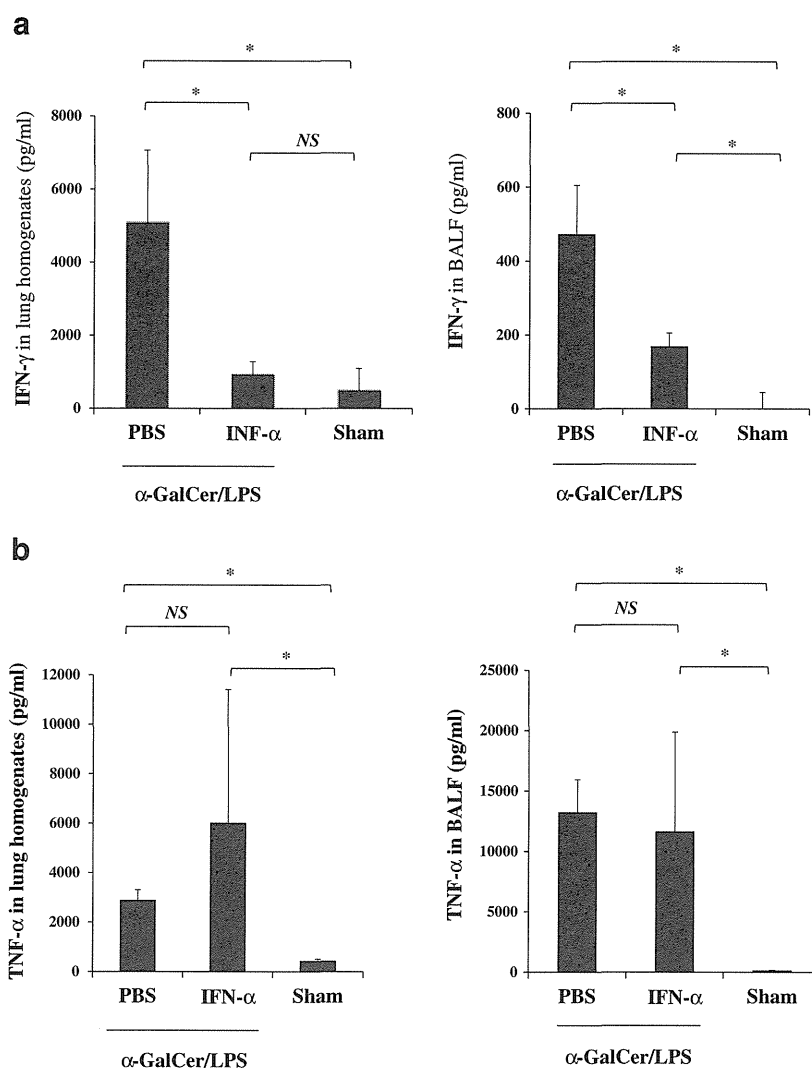 a
*
*
NS
IFN-γ in lung homogenates (pg/ml)
8000
6000
4000
2000
0
PBS
INF-α
Sham
α-GalCer/LPS
*
*
*
IFN-γ in BALF (pg/ml)
800
600
400
200
0
PBS
INF-α
Sham
α-GalCer/LPS
b
*
NS
*
TNF-α in lung homogenates (pg/ml)
12000
10000
8000
6000
4000
2000
0
PBS
IFN-α
Sham
α-GalCer/LPS
*
NS
*
TNF-α in BALF (pg/ml)
25000
20000
15000
10000
5000
0
PBS
IFN-α
Sham
α-GalCer/LPS